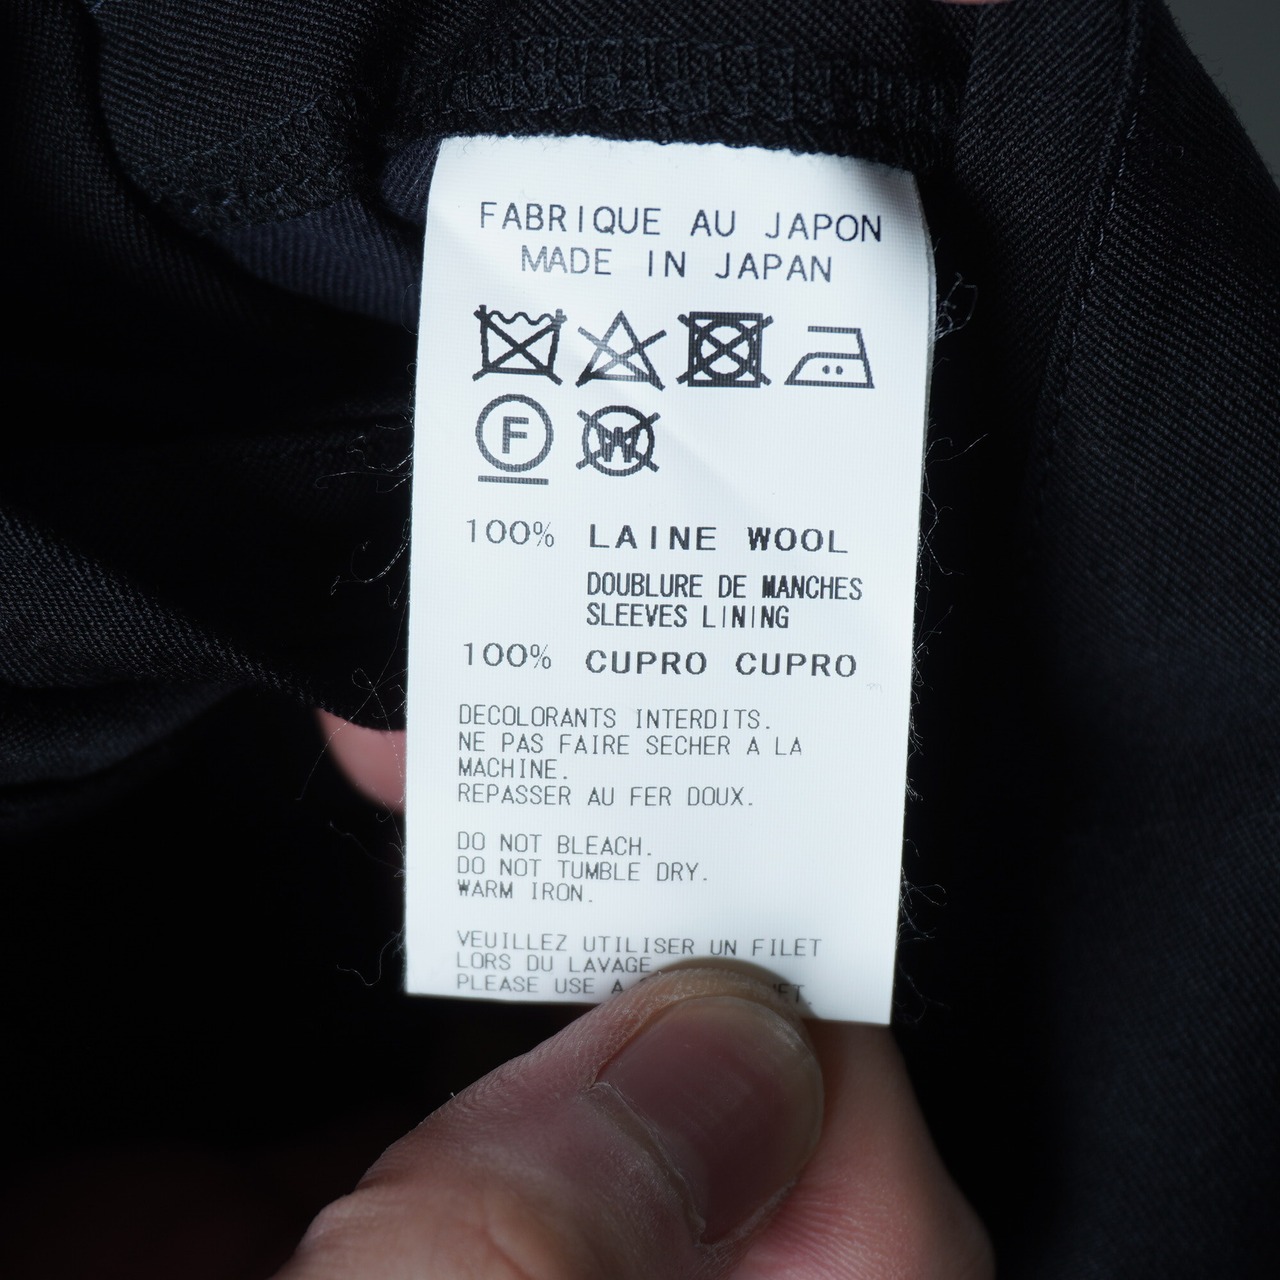 FABRIQUE AU JAPON
MADE IN JAPAN
F
W
100% LAINE WOOL
DOUBLURE DE MANCHES
SLEEVES LINING
100% CUPRO CUPRO
DECOLORANTS INTERDITS.
NE PAS FAIRE SECHER A LA
MACHINE.
REPASSER AU FER DOUX.
DO NOT BLEACH.
DO NOT TUMBLE DRY.
WARM IRON.
VEUILLEZ UTILISER UN FILET
LORS DU LAVAGE
PLEASE USE A